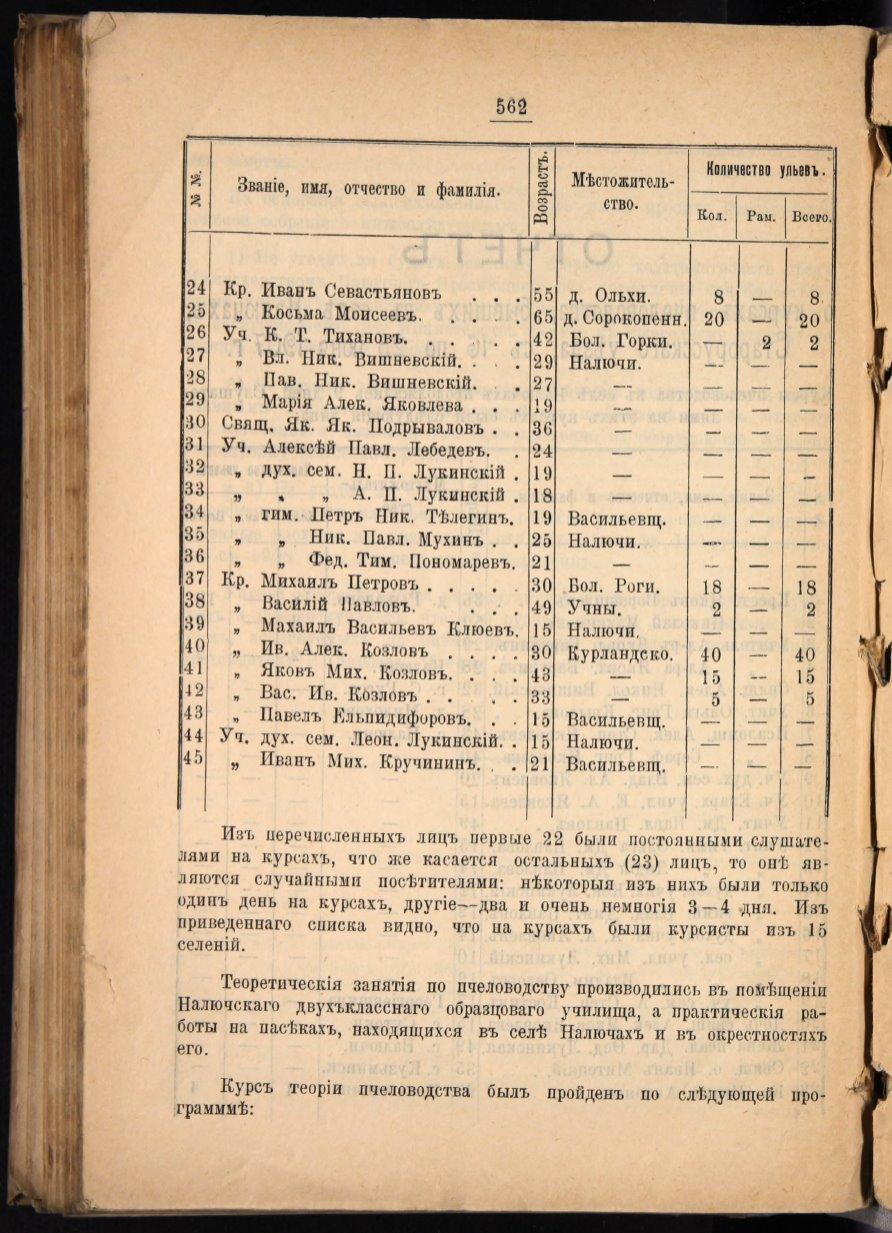 562
№№. Званіе, имя, отчество и фамилія. Возрастъ. Мѣстожитель-ство. Количество ульевъ.
Кол. Рам. Всего.
24 Кр. Иванъ Севастьяновъ . . . 55 д. Ольхи. 8 — 8.
25 „ Косьма Моисеевъ. . . . . 65 д. Сорокопенн. 20 — 20
26 Уч. К. Т. Тихановъ. . . . . . 42 Бол. Горки. — 2 2
27 „ Вл. Ник. Вишневскій. . . . 29 Налючи. — — —
28 „ Пав. Ник. Вишневскій. . 27 — — — —
29 „ Марія Алек. Яковлева . . . 19 — — — —
30 Свящ. Як. Як. Подрываловъ . . 36 — — — —
31 Уч. Алексѣй Павл. Лебедевъ. . 24 — — — —
32 „ дух. сем. Н. П. Лукинскій . 19 — — — —
33 „ „ „ А. П. Лукинскій . 18 — — — —
34 „ гим. Петръ Ник. Тѣлегинъ. 19 Васильевщ. — — —
35 „ „ Ник. Павл. Мухинъ . . 25 Налючи. — — —
36 „ „ Фед. Тим. Пономаревъ. 21 — — — —
37 Кр. Михаилъ Петровъ . . . . . 30 Бол. Роги. 18 — 18
38 „ Василій Павловъ. . . . 49 Учны. 2 — 2
39 „ Махаилъ Васильевъ Клюевъ. 15 Налючи. — — —
40 „ Ив. Алек. Козловъ . . . . 30 Курландско. 40 — 40
41 „ Яковъ Мих. Козловъ. . . . 43 — 15 — 15
42 „ Вас. Ив. Козловъ . . . . 33 — 5 — 5
43 „ Павелъ Ельпидифоровъ. . . 15 Васильевщ. — — —
44 Уч. дух. сем. Леон. Лукинскій. . 15 Налючи. — — —
45 „ Иванъ Мих. Кручининъ. . . 21 Васильевщ. — — —
Изъ перечисленныхъ лицъ первые 22 были постоянными слушате-
лями на курсахъ, что же касается остальныхъ (23) лицъ, то онѣ яв-
ляются случайными посѣтителями: нѣкоторыя изъ нихъ были только
одинъ день на курсахъ, другіе—два и очень немногія 3—4 дня. Изъ
приведеннаго списка видно, что на курсахъ были курсисты изъ 15
селеній.
Теоретическія занятія по пчеловодству производились въ помѣщеніи
Налючскаго двухъкласснаго образцоваго училища, а практическія ра-
боты на пасѣкахъ, находящихся въ селѣ Налючахъ и въ окрестностяхъ
его.
Курсъ теоріи пчеловодства былъ пройденъ по слѣдующей про-
грамммѣ: